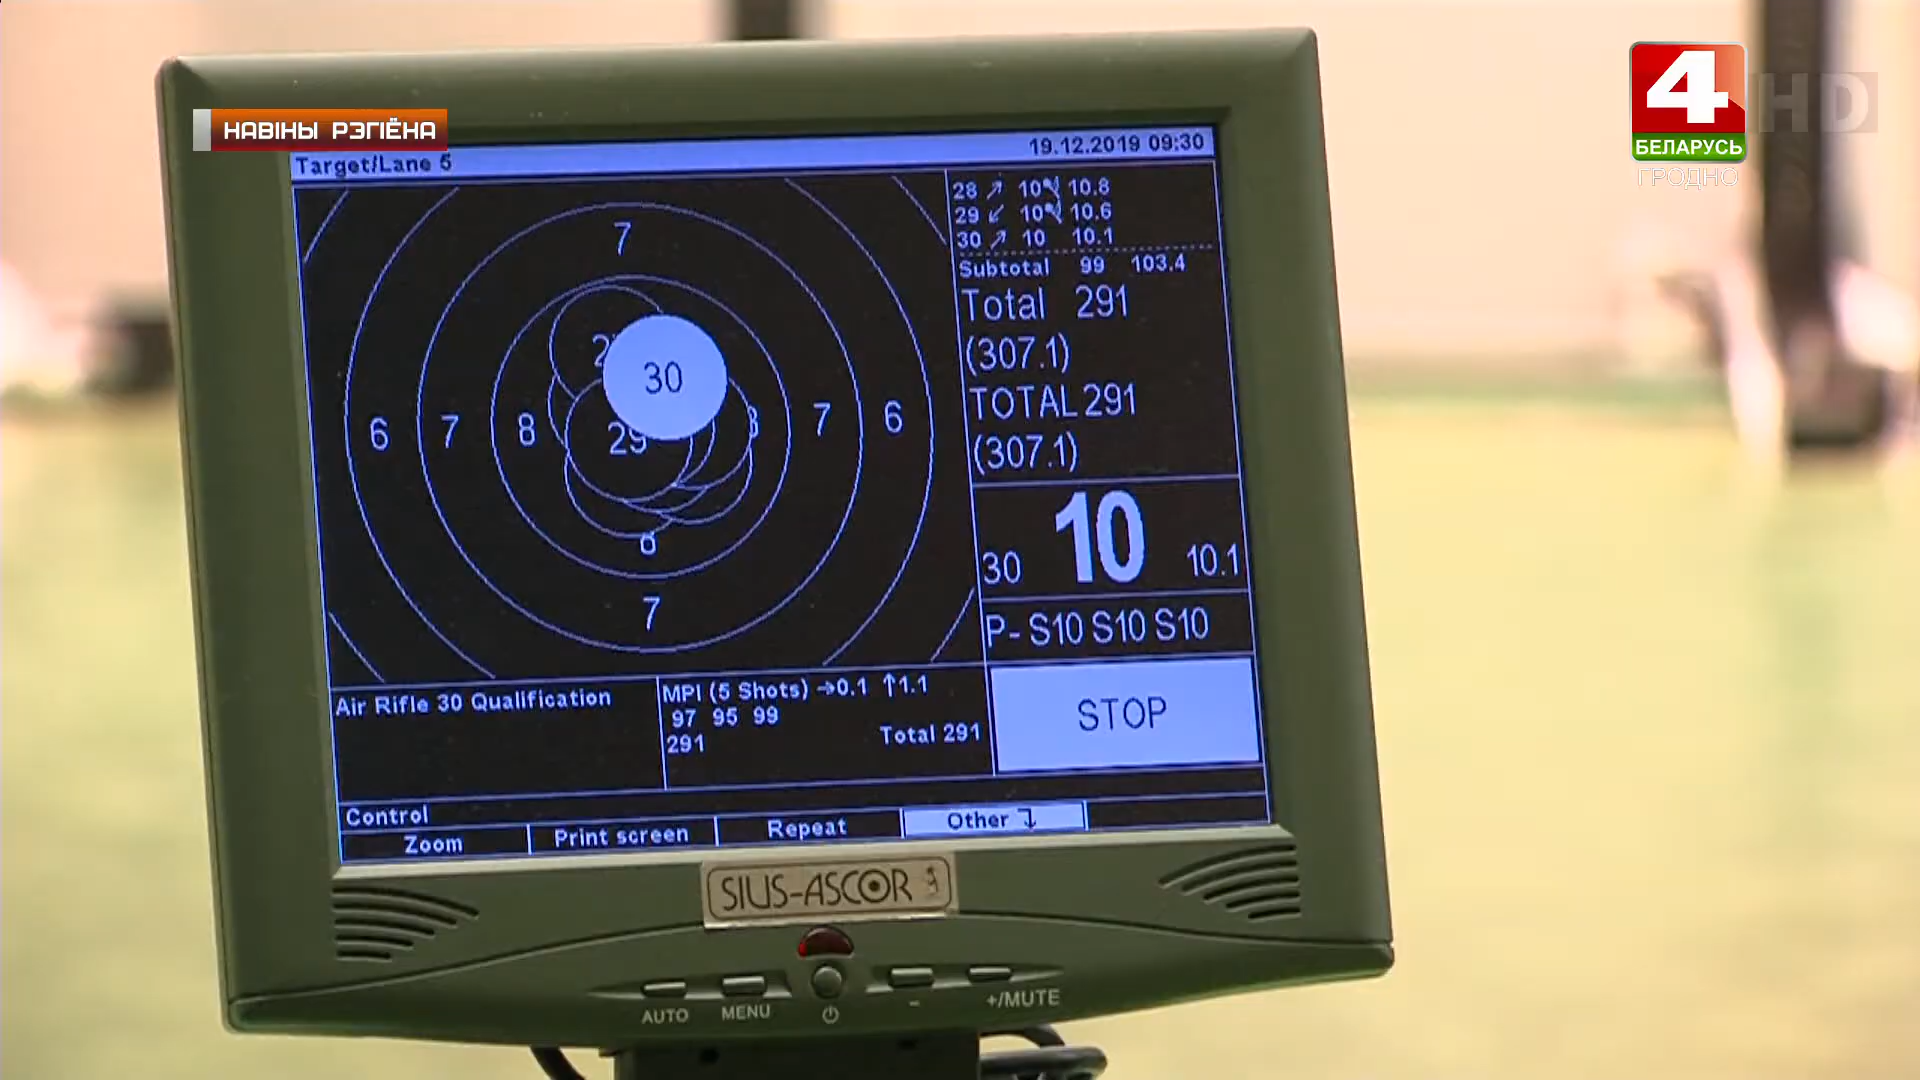 НАВІНЫ РЭГІЁНА
4 HD
БЕЛАРУСЬ
ГРОДНО
Target/Lane 5
19.12.2019 09:30
28 ↗ 10* 10.8
29 ↙ 10* 10.6
30 ↗ 10 10.1
Subtotal 99 103.4
Total 291
(307.1)
TOTAL 291
(307.1)
30 10 10.1
P- S10 S10 S10
STOP
7
30
6 7 8 29 7 6
7
Air Rifle 30 Qualification
MPI (5 Shots) →0.1 ↑1.1
97 95 99
291 Total 291
Control
Zoom Print screen Repeat Other
SIUS-ASCOR
AUTO MENU - +/MUTE